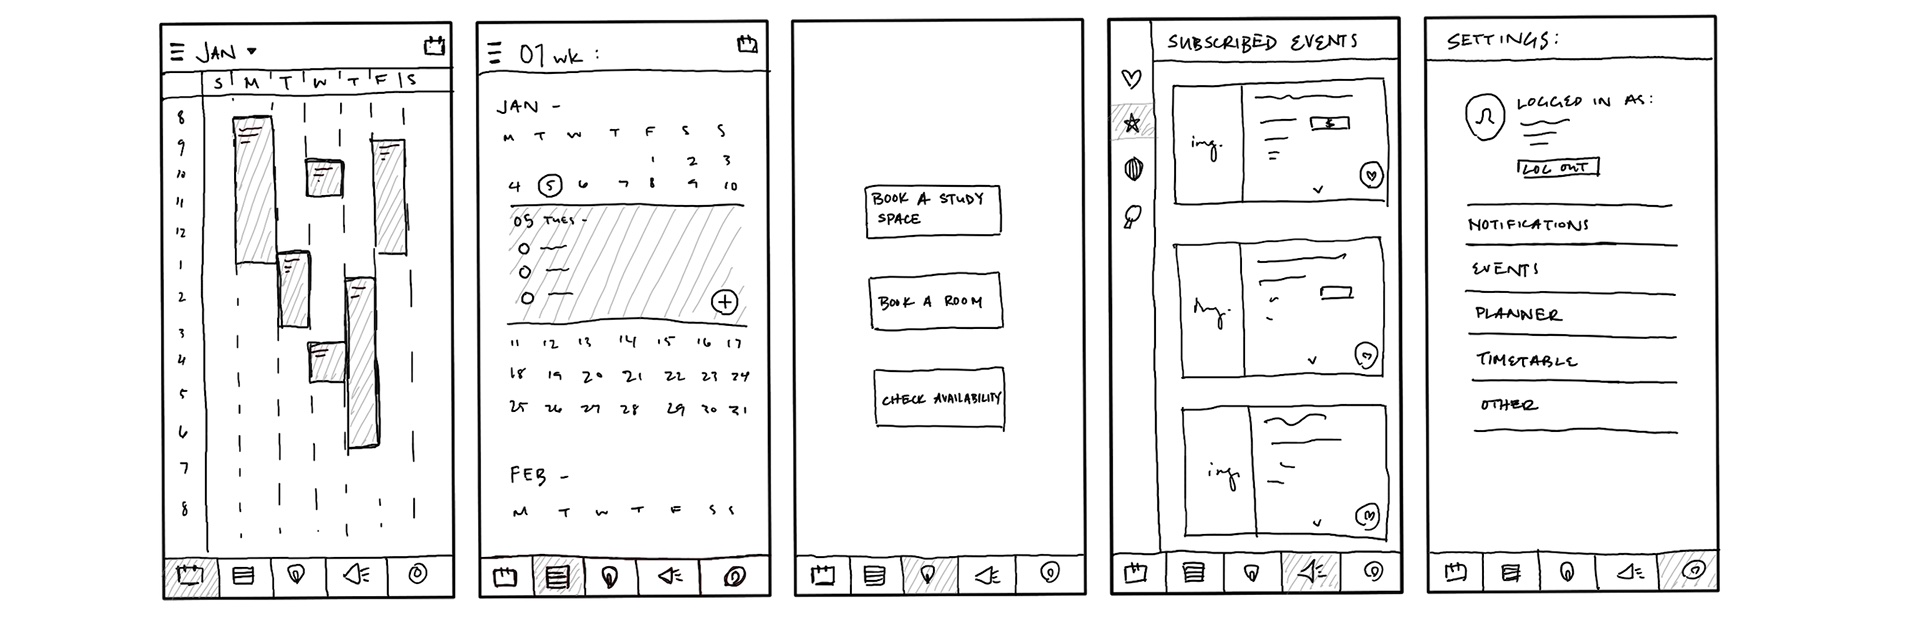 JAN
S M T W T F S
8
9
10
11
12
1
2
3
4
5
6
7
8
01 wk :
JAN -
M T W T F S S
1 2 3
4 5 6 7 8 9 10
05 TUES -
11 12 13 14 15 16 17
18 19 20 21 22 23 24
25 26 27 28 29 30 31
FEB -
M T W T F S S
BOOK A STUDY
SPACE
BOOK A ROOM
CHECK AVAILABILITY
SUBSCRIBED EVENTS
img.
$
img.
img.
SETTINGS:
LOGGED IN AS:
LOG OUT
NOTIFICATIONS
EVENTS
PLANNER
TIMETABLE
OTHER